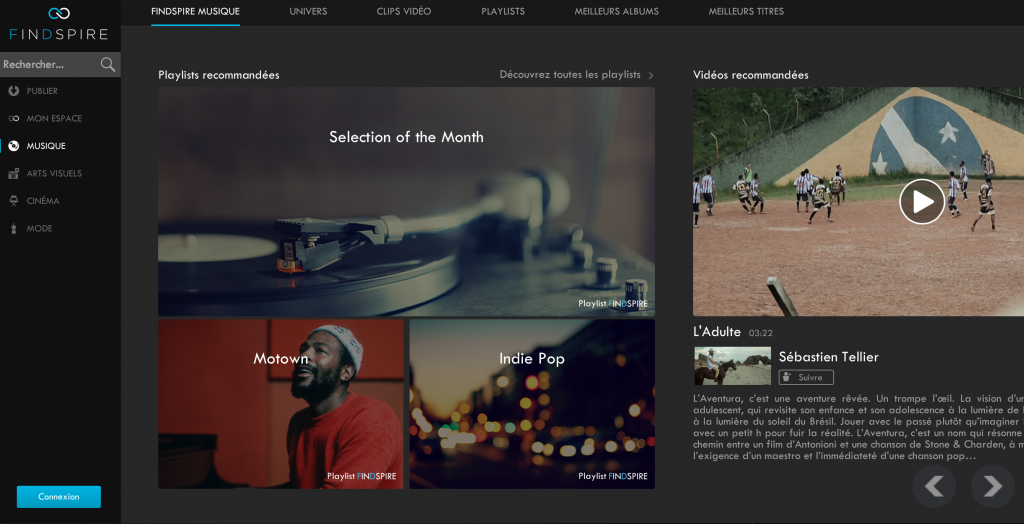 FINDSPIRE
Rechercher...
PUBLIER
MON ESPACE
MUSIQUE
ARTS VISUELS
CINÉMA
MODE
Connexion
FINDSPIRE MUSIQUE
UNIVERS
CLIPS VIDÉO
PLAYLISTS
MEILLEURS ALBUMS
MEILLEURS TITRES
Playlists recommandées
Découvrez toutes les playlists
Selection of the Month
Playlist FINDSPIRE
Motown
Playlist FINDSPIRE
Indie Pop
Playlist FINDSPIRE
Vidéos recommandées
L'Adulte 03:22
Sébastien Tellier
Suivre
L'Aventura, c'est une aventure rêvée. Un trompe l'œil. La vision d'un
adulescent, qui revisite son enfance et son adolescence à la lumière de
à la lumière du soleil du Brésil. Jouer avec le passé plutôt qu'imaginer
avec un petit h pour fuir la réalité. L'Aventura, c'est un nom qui résonne
chemin entre un film d'Antonioni et une chanson de Stone & Charden, à
l'exigence d'un maestro et l'immédiateté d'une chanson pop…